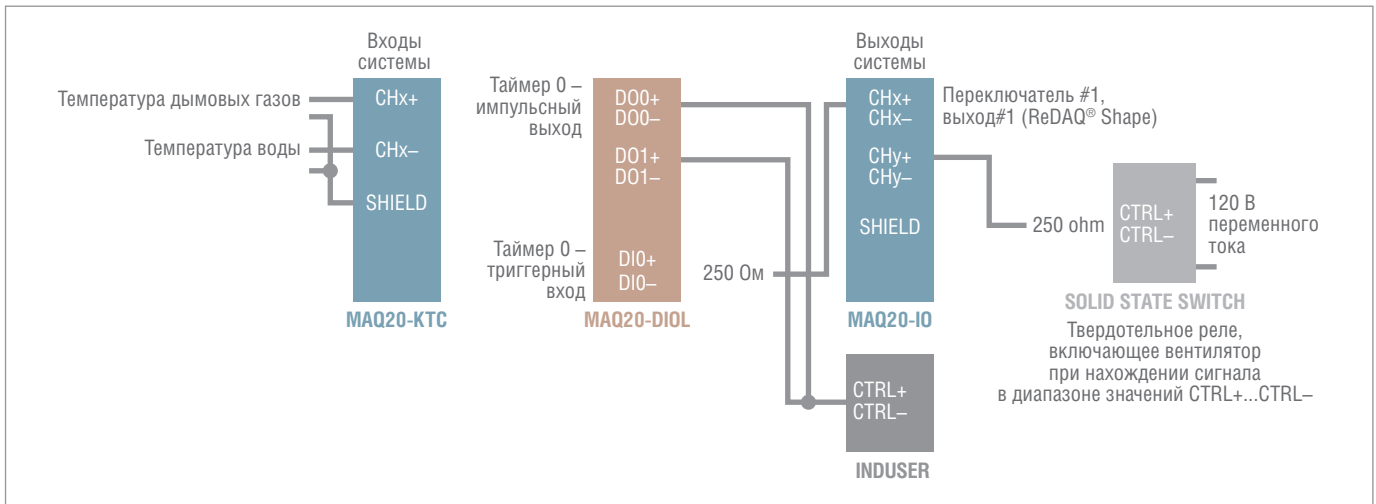 Входы
системы
Температура дымовых газов
Температура воды
CHx+
CHx–
SHIELD
MAQ20-KTC
Таймер 0 –
импульсный
выход
Таймер 0 –
триггерный
вход
DO0+
DO0–
DO1+
DO1–
DI0+
DI0–
MAQ20-DIOL
Выходы
системы
CHx+
CHx–
CHy+
CHy–
SHIELD
250 Ом
MAQ20-IO
Переключатель #1,
выход#1 (ReDAQ® Shape)
CTRL+
CTRL–
INDUSER
250 ohm
CTRL+
CTRL–
120 В
переменного
тока
SOLID STATE SWITCH
Твердотельное реле,
включающее вентилятор
при нахождении сигнала
в диапазоне значений CTRL+...CTRL–